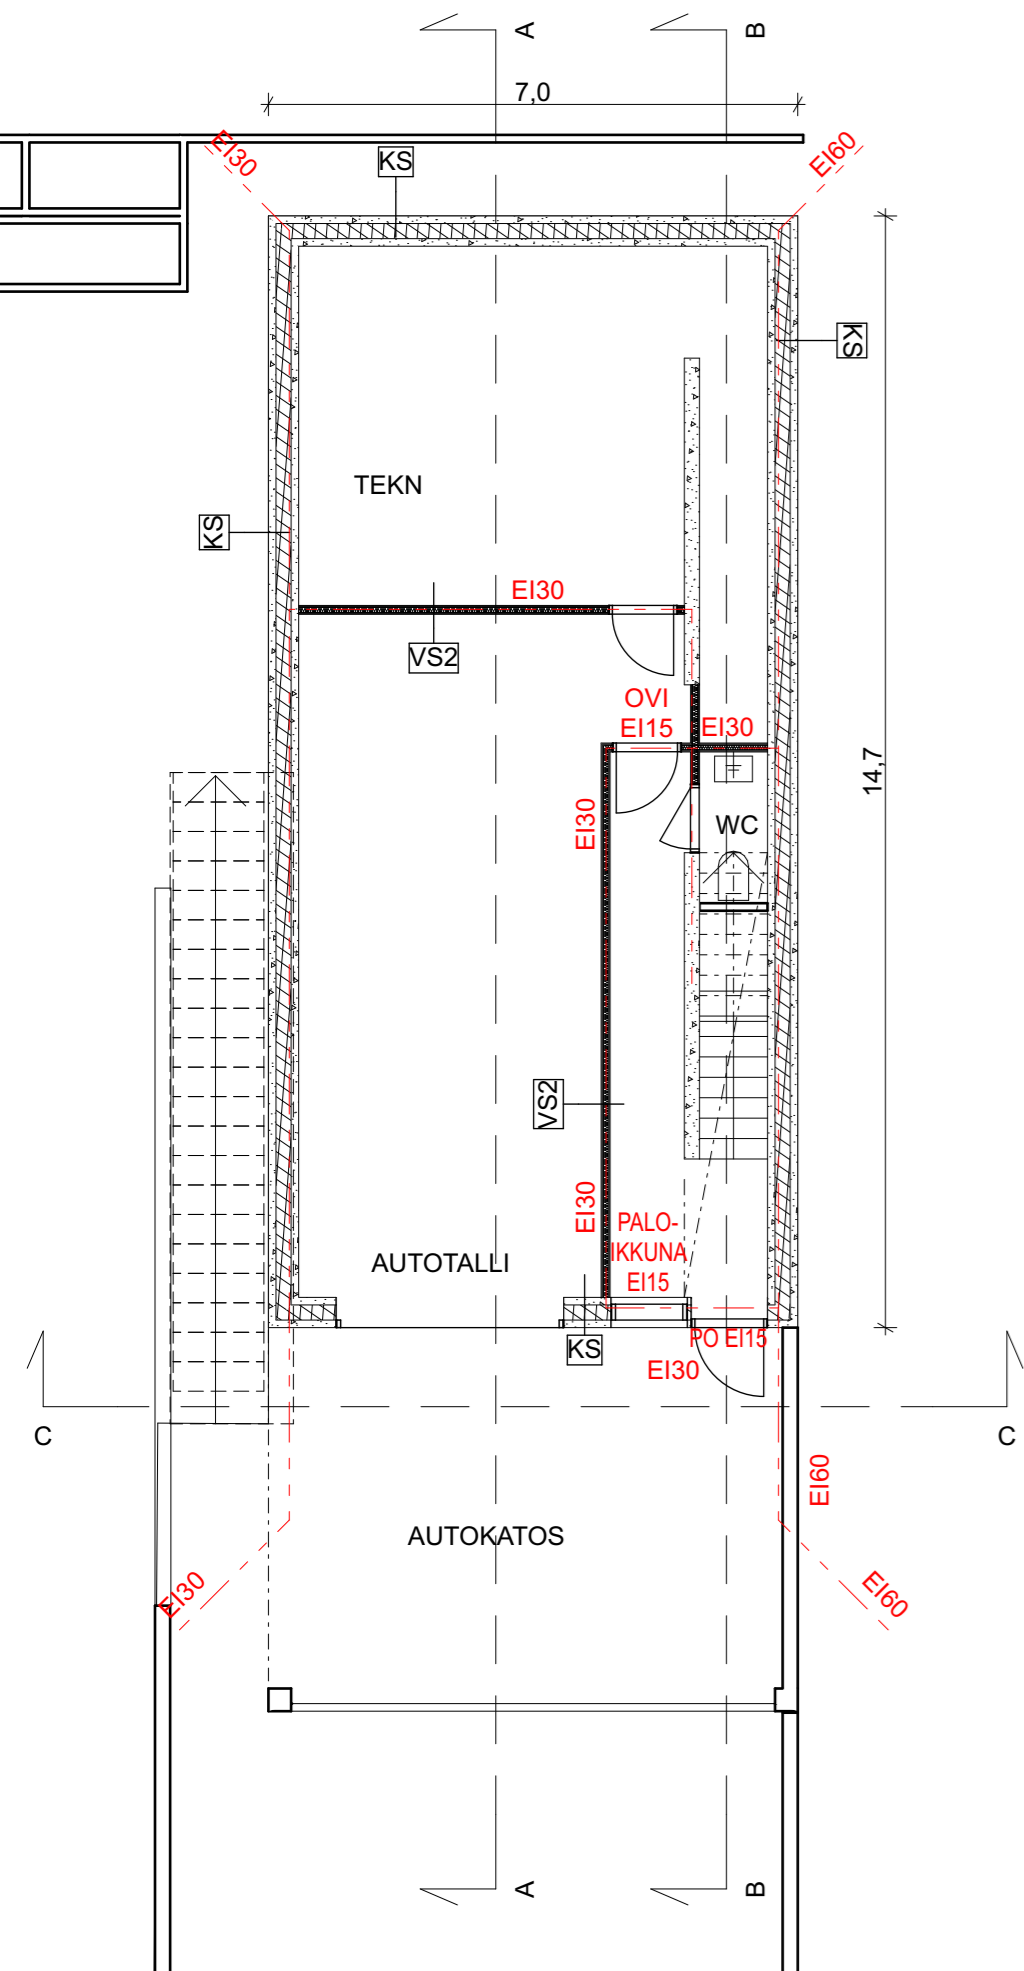 A
B
7,0
EI30
KS
EI60
KS
TEKN
KS
EI30
VS2
OVI
EI15
EI30
14,7
EI30
WC
VS2
EI30
PALO-
IKKUNA
EI15
AUTOTALLI
PO EI15
KS
EI30
C
C
EI60
AUTOKATOS
EI30
EI60
A
B